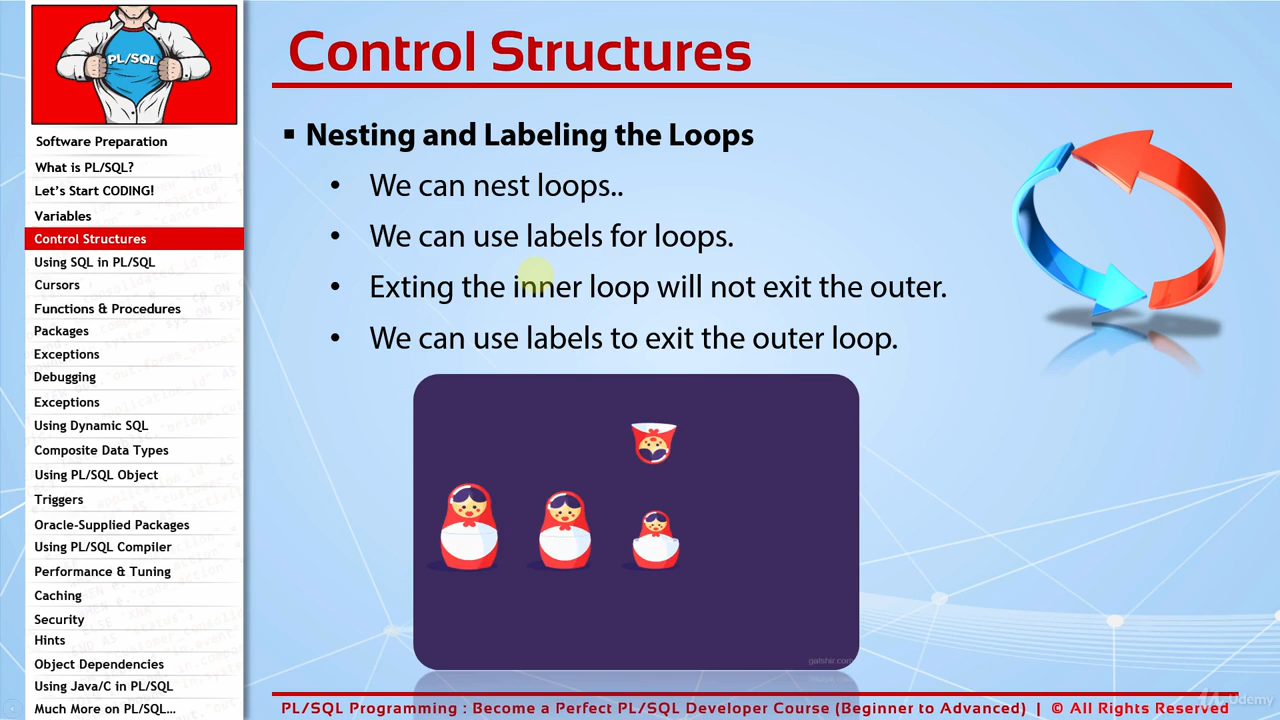 PL/SQL
Software Preparation
What is PL/SQL?
Let's Start CODING!
Variables
Control Structures
Using SQL in PL/SQL
Cursors
Functions & Procedures
Packages
Exceptions
Debugging
Exceptions
Using Dynamic SQL
Composite Data Types
Using PL/SQL Object
Triggers
Oracle-Supplied Packages
Using PL/SQL Compiler
Performance & Tuning
Caching
Security
Hints
Object Dependencies
Using Java/C in PL/SQL
Much More on PL/SQL...
Control Structures
▪ Nesting and Labeling the Loops
• We can nest loops..
• We can use labels for loops.
• Exting the inner loop will not exit the outer.
• We can use labels to exit the outer loop.
galshir.com
PL/SQL Programming : Become a Perfect PL/SQL Developer Course (Beginner to Advanced) | © All Rights Reserved
Udemy